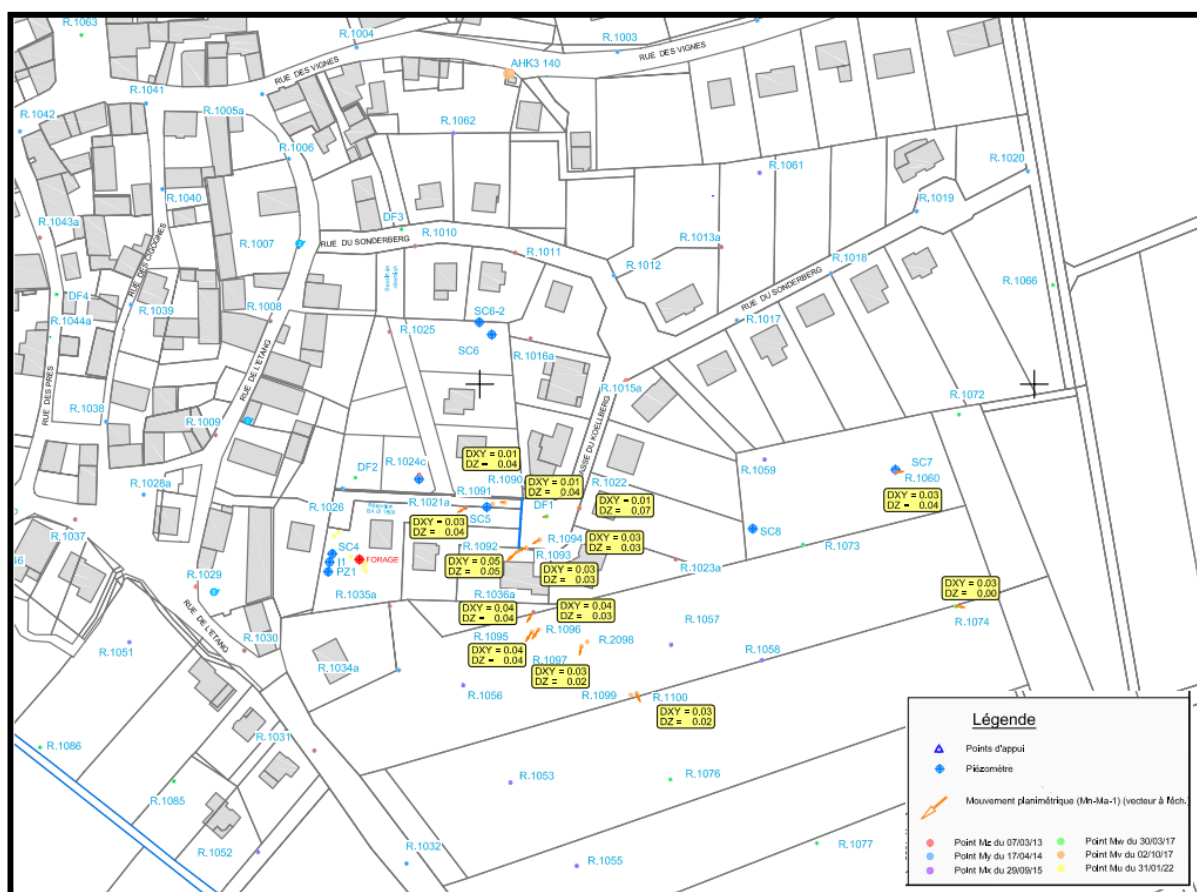 R.1063
R.1004
R.1003
RUE DES VIGNES
RUE DES VIGNES
AHK3 140
R.1041
R.1005a
R.1042
R.1062
R.1006
R.1061
R.1020
R.1040
R.1019
R.1043a
DF3
R.1007
RUE DU SONDERBERG
R.1010
R.1013a
R.1011
R.1012
R.1018
RUE DES CIGOGNES
RUE DU SONDERBERG
R.1066
DF4
R.1039
R.1008
SC6-2
R.1017
R.1044a
R.1025
SC6
R.1016a
RUE DE L'ETANG
RUE DES PRES
R.1015a
R.1072
R.1038
R.1009
ASSE DU KOELLBERG
DXY = 0.01
DZ = 0.04
R.1024c
R.1059
SC7
DF2
R.1090
R.1060
DXY = 0.01
DZ = 0.04
R.1028a
R.1091
R.1022
DXY = 0.03
DZ = 0.04
R.1026
R.1021a
DXY = 0.01
DZ = 0.07
DF1
SC5
R.1037
DXY = 0.03
DZ = 0.04
SC8
R.1094
DXY = 0.03
DZ = 0.03
SC4
R.1092
R.1093
R.1073
I1
FORAGE
46
PZ1
DXY = 0.05
DZ = 0.05
R.1023a
R.1029
DXY = 0.03
DZ = 0.03
DXY = 0.03
DZ = 0.00
R.1035a
R.1036a
DXY = 0.04
DZ = 0.04
DXY = 0.04
DZ = 0.03
R.1057
R.1074
RUE DE L'ETANG
R.1030
R.1095
R.1096
R.1051
R.2098
DXY = 0.04
DZ = 0.04
R.1097
R.1058
R.1034a
DXY = 0.03
DZ = 0.02
R.1056
R.1099
R.1100
DXY = 0.03
DZ = 0.02
R.1031
R.1086
R.1053
R.1076
R.1085
R.1052
R.1032
R.1055
R.1077
Légende
Points d'appui
Piézomètre
Mouvement planimétrique (Mn-Ma-1) (vecteur à l'éch.
Point Mz du 07/03/13
Point Mw du 30/03/17
Point My du 17/04/14
Point Mv du 02/10/17
Point Mx du 29/09/15
Point Mu du 31/01/22